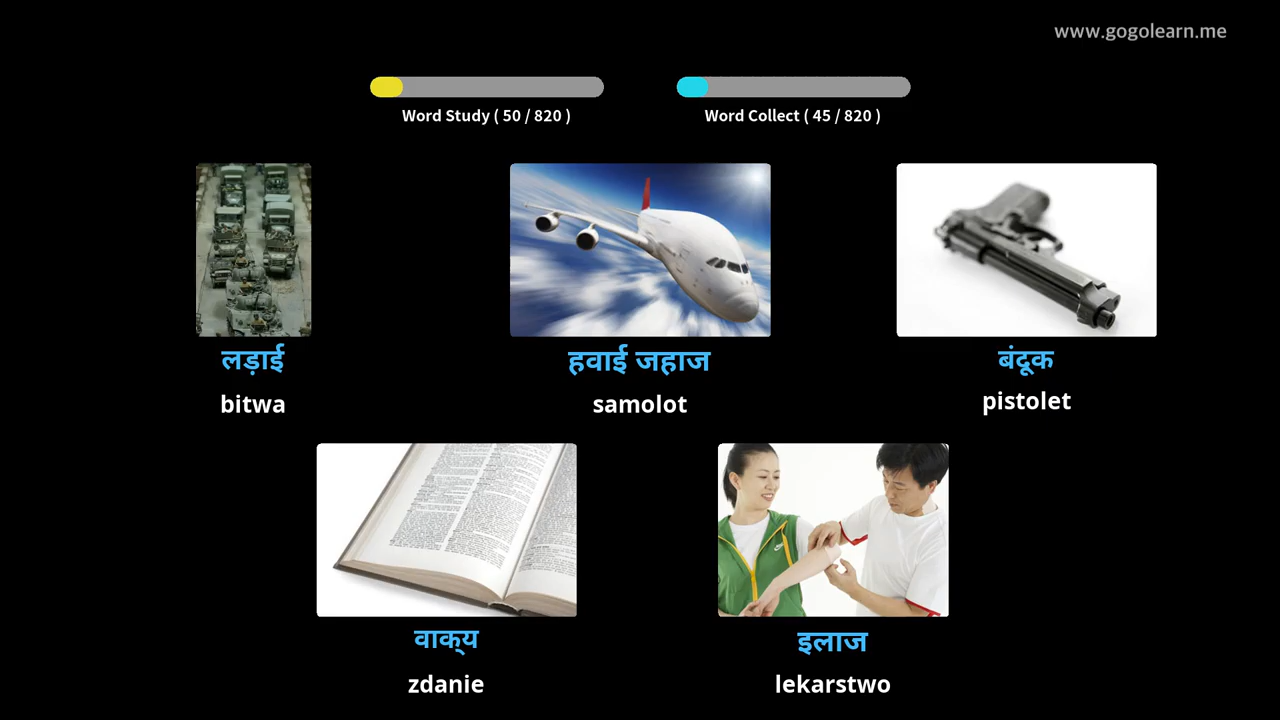 www.gogolearn.me
Word Study ( 50 / 820 )
Word Collect ( 45 / 820 )
लड़ाई
हवाई जहाज
बंदूक
bitwa
samolot
pistolet
वाक्य
इलाज
zdanie
lekarstwo